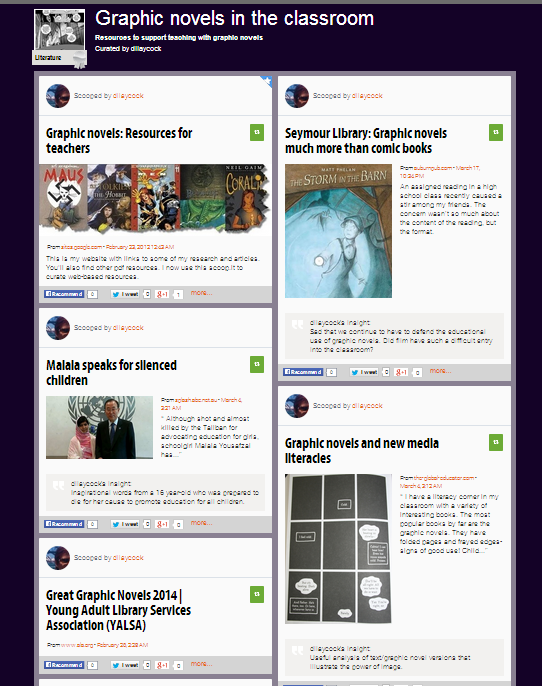 Graphic novels in the classroom
Resources to support teaching with graphic novels
Curated by dilaycock
Literature
Scooped by dilaycock
Graphic novels: Resources for
teachers
MAUS
THE HOBBIT
NEIL GAIM
CORALI
From sites.google.com - February 23, 2012 12:43 AM
This is my website with links to some of my research and articles.
You'll also find other pdf resources. I now use this scoop.it to
curate web-based resources.
Recommend 0 Tweet 0 +1 1 more...
Scooped by dilaycock
Malala speaks for silenced
children
March 4,
3:21 AM
" Although shot and almost
killed by the Taliban for
advocating education for girls,
schoolgirl Malala Yousafzai
has..."
dilaycock's insight:
Inspirational words from a 16 year-old who was prepared to
die for her cause to promote education for all children.
Recommend 0 Tweet 0 +1 0 more...
Scooped by dilaycock
Great Graphic Novels 2014 |
Young Adult Library Services
Association (YALSA)
From www.ala.org - February 26, 3:28 AM
Recommend 0 Tweet 0 +1 0 more...
Scooped by dilaycock
Seymour Library: Graphic novels
much more than comic books
MATT PHELAN
THE STORM IN THE BARN
From auburnpub.com - March 17,
10:34 PM
An assigned reading in a high
school class recently caused a
stir among my friends. The
concern wasn't so much about
the content of the reading, but
the format.
dilaycock's insight:
Sad that we continue to have to defend the educational
use of graphic novels. Did film have such a difficult entry
into the classroom?
Recommend 0 Tweet 0 +1 0 more...
Scooped by dilaycock
Graphic novels and new media
literacies
From theglobaleducator.com -
March 4, 3:12 AM
" I have a literacy corner in my
classroom with a variety of
interesting books. The most
popular books by far are the
graphic novels. They have
folded pages and frayed edges-
signs of good use! Child..."
dilaycock's insight:
Useful analysis of text/graphic novel versions that
illustrate the power of image.